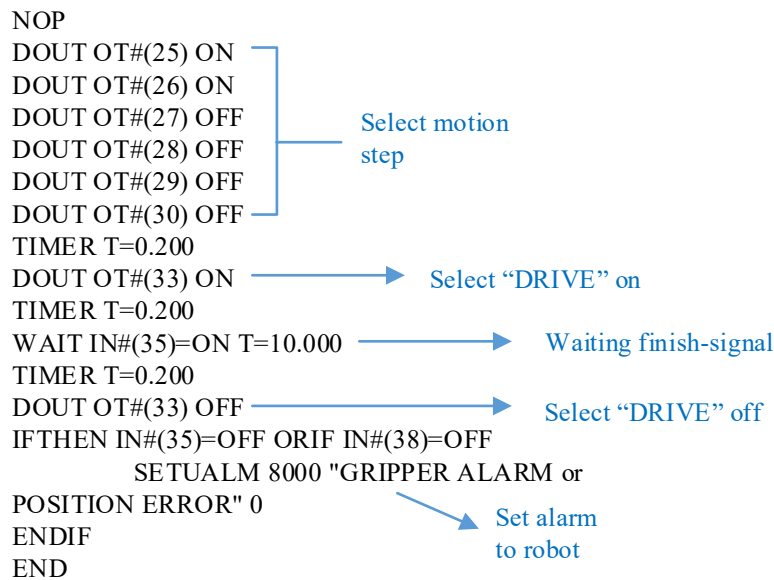 NOP
DOUT OT#(25) ON
DOUT OT#(26) ON
DOUT OT#(27) OFF
DOUT OT#(28) OFF
DOUT OT#(29) OFF
DOUT OT#(30) OFF
Select motion
step
TIMER T=0.200
DOUT OT#(33) ON
Select “DRIVE” on
TIMER T=0.200
WAIT IN#(35)=ON T=10.000
Waiting finish-signal
TIMER T=0.200
DOUT OT#(33) OFF
Select “DRIVE” off
IFTHEN IN#(35)=OFF ORIF IN#(38)=OFF
SETUALM 8000 "GRIPPER ALARM or
POSITION ERROR" 0
Set alarm
to robot
ENDIF
END